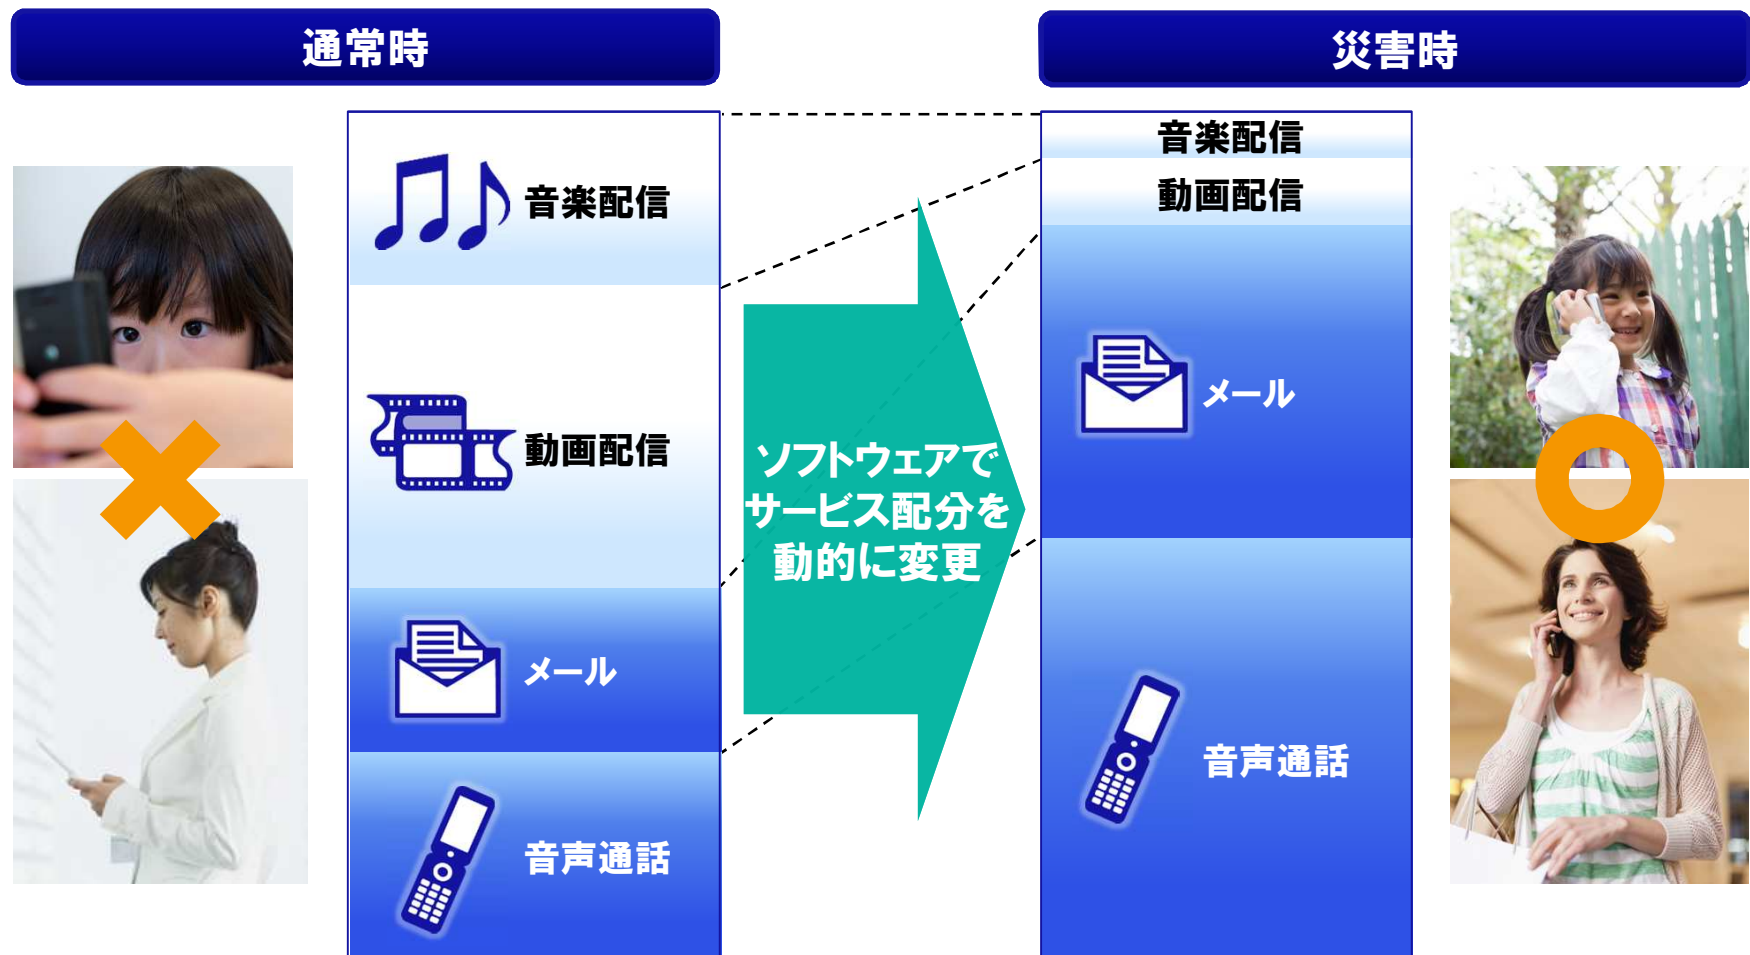 通常時
災害時
音楽配信
動画配信
メール
音声通話
ソフトウェアで
サービス配分を
動的に変更
音楽配信
動画配信
メール
音声通話